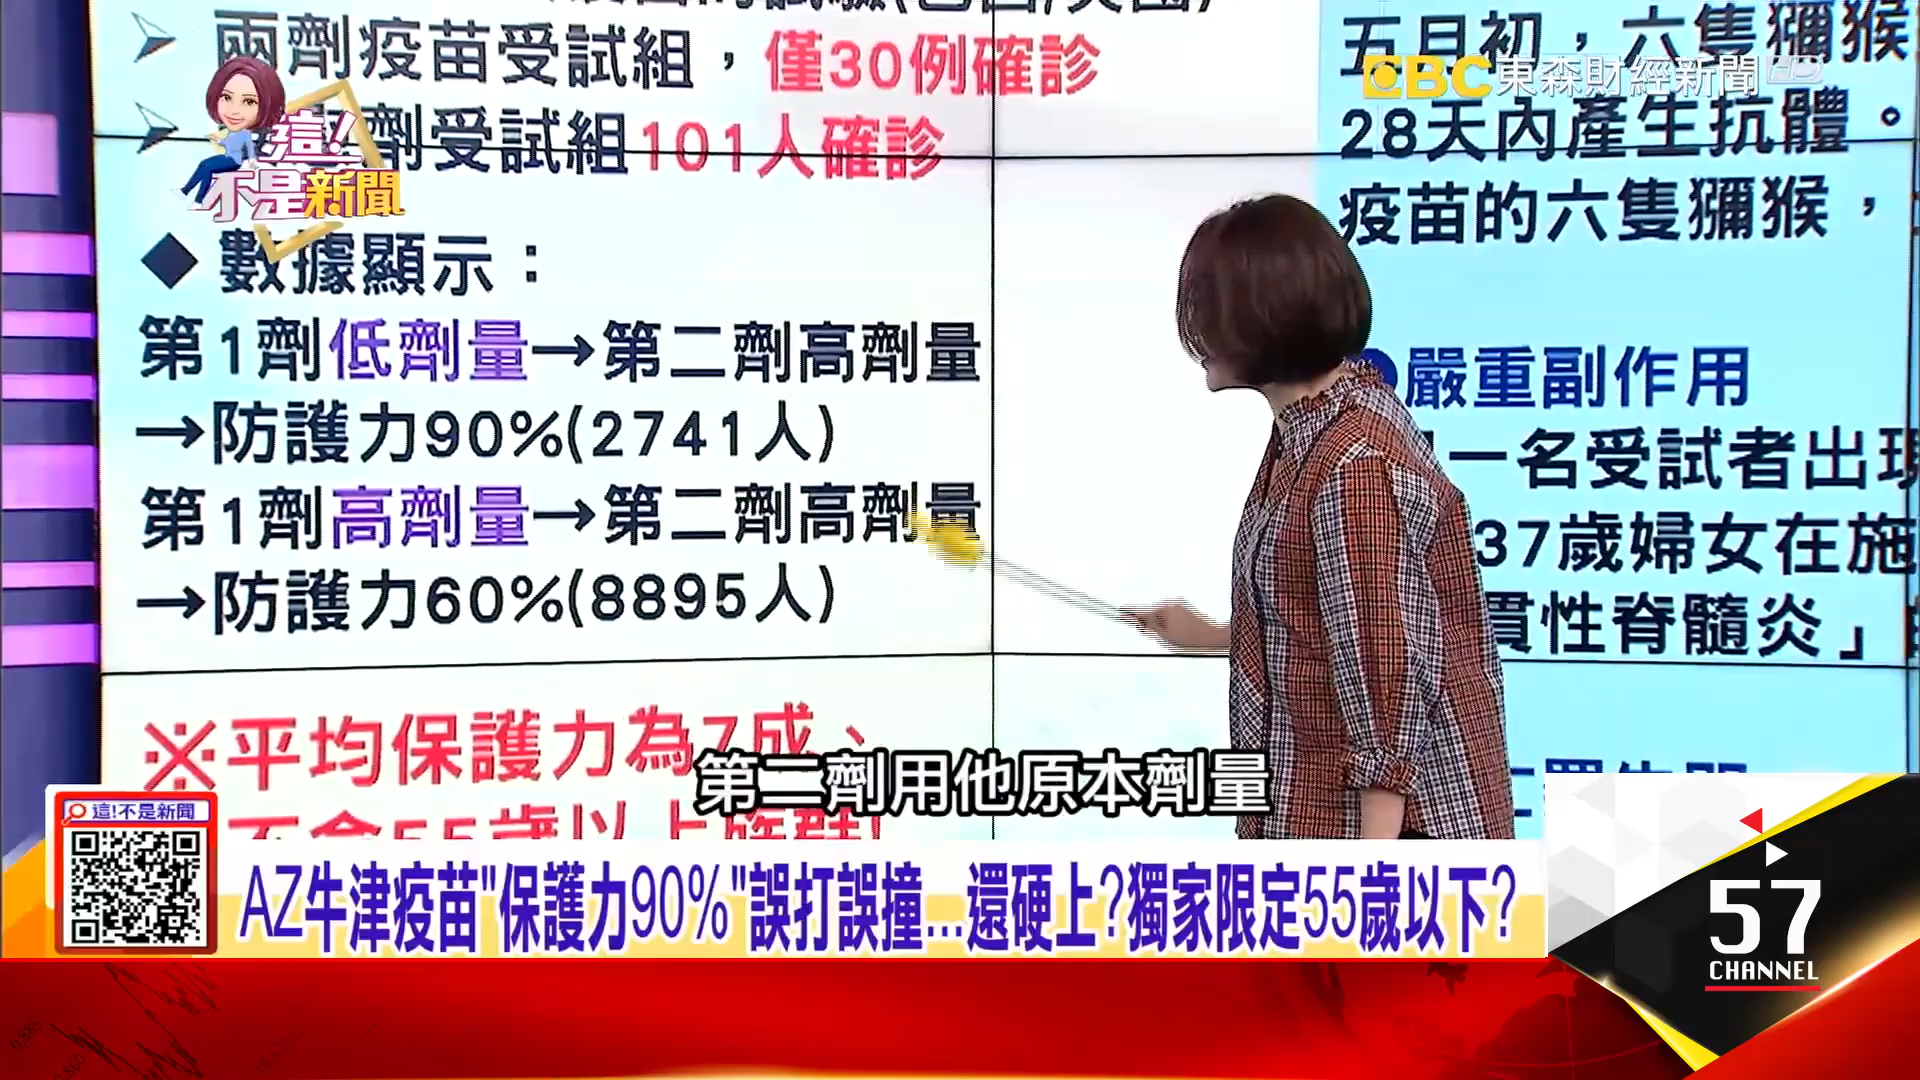 兩劑疫苗受試組，僅30例確診
劑受試組101人確診
這！
不是新聞
◆ 數據顯示：
第1劑低劑量→第二劑高劑量
→防護力90%(2741人)
第1劑高劑量→第二劑高劑量
→防護力60%(8895人)
※平均保護力為7成、
五月初，六隻獼猴
EBC東森財經新聞HD
28天內產生抗體。
疫苗的六隻獼猴，
嚴重副作用
一名受試者出現
37歲婦女在施
貫性脊髓炎」
第二劑用他原本劑量
這!不是新聞
AZ牛津疫苗"保護力90%"誤打誤撞...還硬上?獨家限定55歲以下?
57
CHANNEL